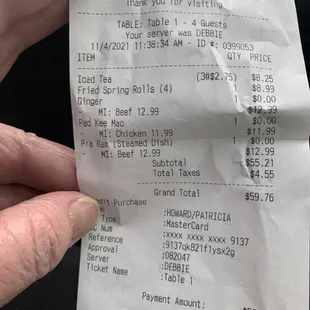 Thank you for visiting
TABLE: Table 1 - 4 Guests
Your server was DEBBIE
11/4/2021 11:38:34 AM - ID #: 0399053
ITEM QTY PRICE
Iced Tea (3@$2.75) $8.25
Fried Spring Rolls (4) $8.99
Ginger 1 $0.00
- MI: Beef 12.99 $12.99
Pad Kee Mao 1 $0.00
- MI: Chicken 11.99 $11.99
Pra Ram (Steamed Dish) 1 $0.00
- MI: Beef 12.99 $12.99
Subtotal $55.21
Total Taxes $4.55
Grand Total $59.76
Credit Purchase
:HOWARD/PATRICIA
Type :MasterCard
CC Num :xxxx xxxx xxxx 9137
Reference :9137qk821f1ysx2g
Approval :082047
Server :DEBBIE
Ticket Name :Table 1
Payment Amount: